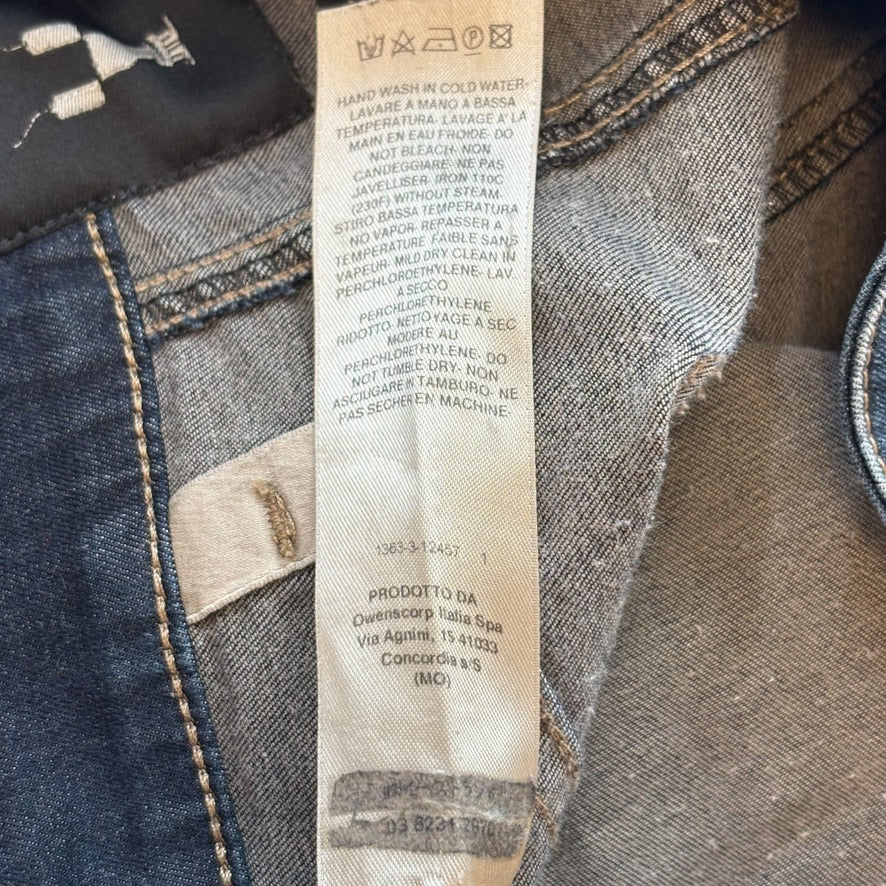 HAND WASH IN COLD WATER-
LAVARE A MANO A BASSA
TEMPERATURA- LAVAGE A' LA
MAIN EN EAU FROIDE- DO
NOT BLEACH- NON
CANDEGGIARE- NE PAS
JAVELLISER- IRON 110C
(230F) WITHOUT STEAM-
STIRO BASSA TEMPERATURA
NO VAPOR- REPASSER A
TEMPERATURE FAIBLE SANS
VAPEUR- MILD DRY CLEAN IN
PERCHLOROETHYLENE- LAV.
A SECCO
PERCHLORETHYLENE
RIDOTTO- NETTOYAGE A SEC
MODERE AU
PERCHLORETHYLENE- DO
NOT TUMBLE DRY- NON
ASCIUGARE IN TAMBURO- NE
PAS SECHER EN MACHINE-
1363-3-12457 1
PRODOTTO DA
Owenscorp Italia Spa
Via Agnini, 15 41033
Concordia s/S
(MO)
03 6234